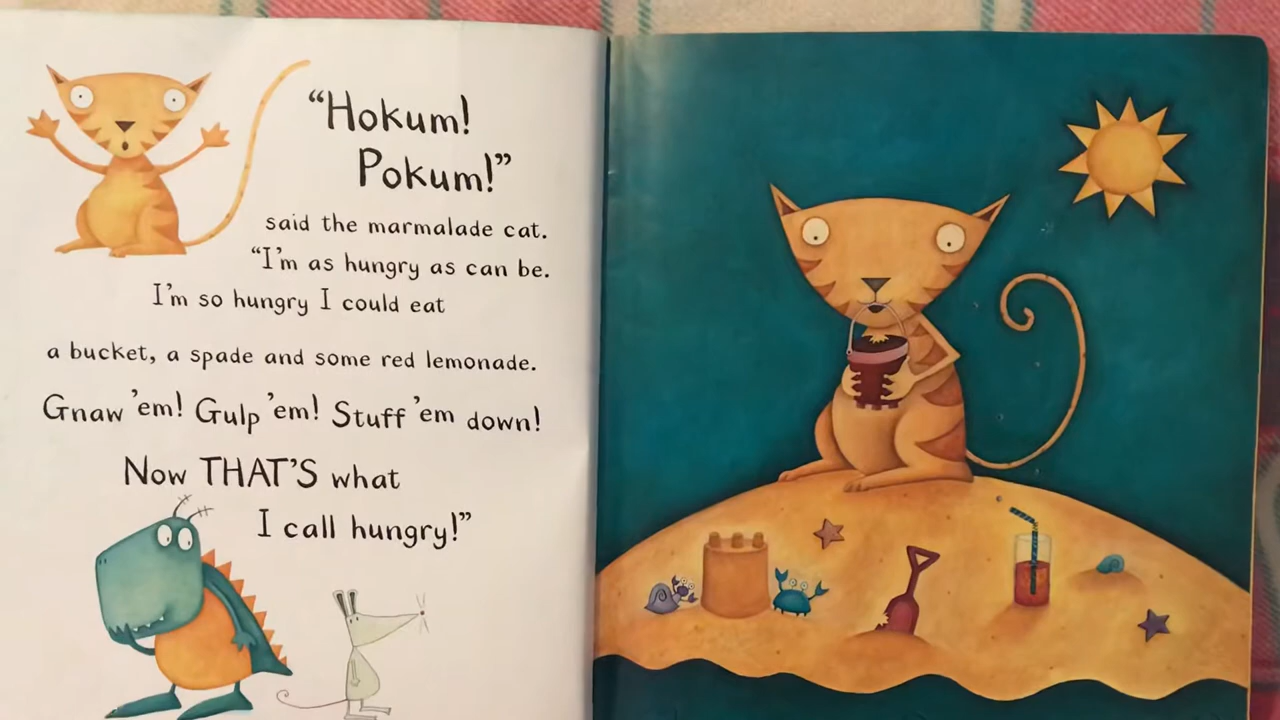 “Hokum!
Pokum!”
said the marmalade cat.
“I'm as hungry as can be.
I'm so hungry I could eat
a bucket, a spade and some red lemonade.
Gnaw 'em! Gulp 'em! Stuff 'em down!
Now THAT'S what
I call hungry!”